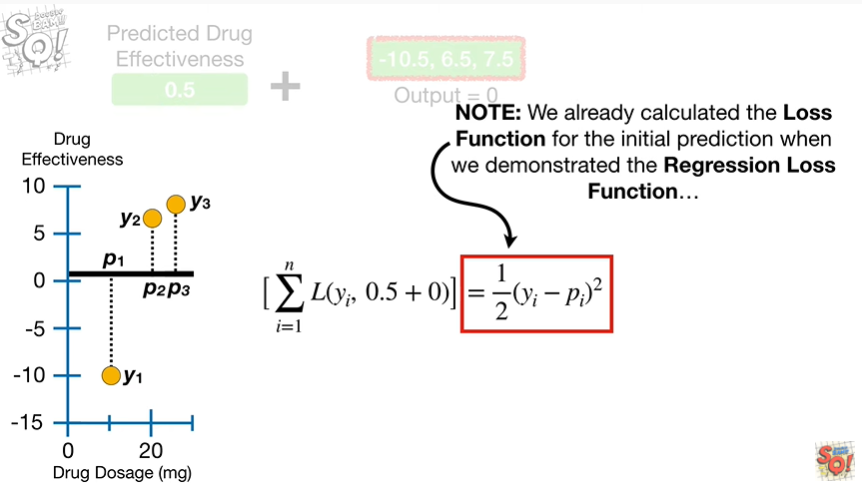 Predicted Drug
Effectiveness
0.5
+
-10.5, 6.5, 7.5
Output = 0
NOTE: We already calculated the Loss
Function for the initial prediction when
we demonstrated the Regression Loss
Function…
Drug
Effectiveness
10
5
0
-5
-10
-15
y₂
y₃
p₁
p₂p₃
y₁
0
20
Drug Dosage (mg)
[∑ᵢ₌₁ⁿ L(yᵢ, 0.5 + 0)] = 1/2(yᵢ − pᵢ)²
SQ!